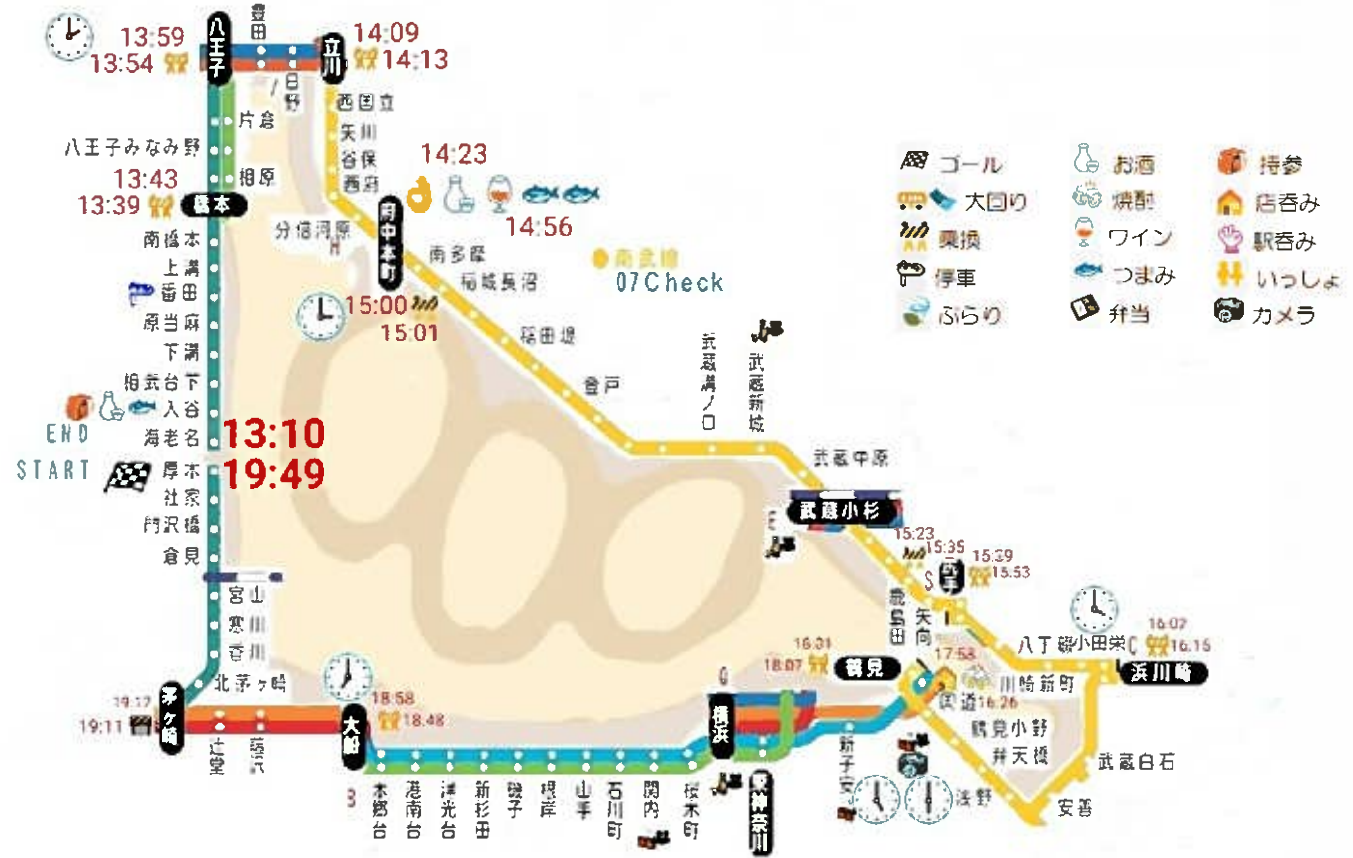 豊田
13:59
八王子
立川
14:09
13:54
14:13
日野
西国立
片倉
矢川
八王子みなみ野
谷保
14:23
13:43
相原
西府
13:39
橋本
府中本町
14:56
南橋本
分倍河原
南多摩
上溝
稲城長沼
南武線
07Check
番田
15:00
原当麻
15:01
稲田堤
下溝
武蔵溝ノ口
武蔵新城
相武台下
登戸
入谷
END
海老名
13:10
武蔵中原
START
厚木
19:49
社家
武蔵小杉
門沢橋
E
倉見
15:23
15:35
15:53
S
宮山
鹿島田
矢向
寒川
八丁畷
小田栄
C
16:02
16:15
香川
18:07
鶴見
17:58
浜川崎
北茅ヶ崎
川崎新町
国道
16:26
19:11
茅ヶ崎
18:58
18.48
大船
横浜
鶴見小野
弁天橋
辻堂
藤沢
新子安
武蔵白石
B
本郷台
港南台
洋光台
新杉田
磯子
根岸
山手
石川町
関内
桜木町
東神奈川
浅野
安善
ゴール
お酒
持参
大回り
焼酎
店呑み
乗換
ワイン
駅呑み
停車
つまみ
いっしょ
ぶらり
弁当
カメラ